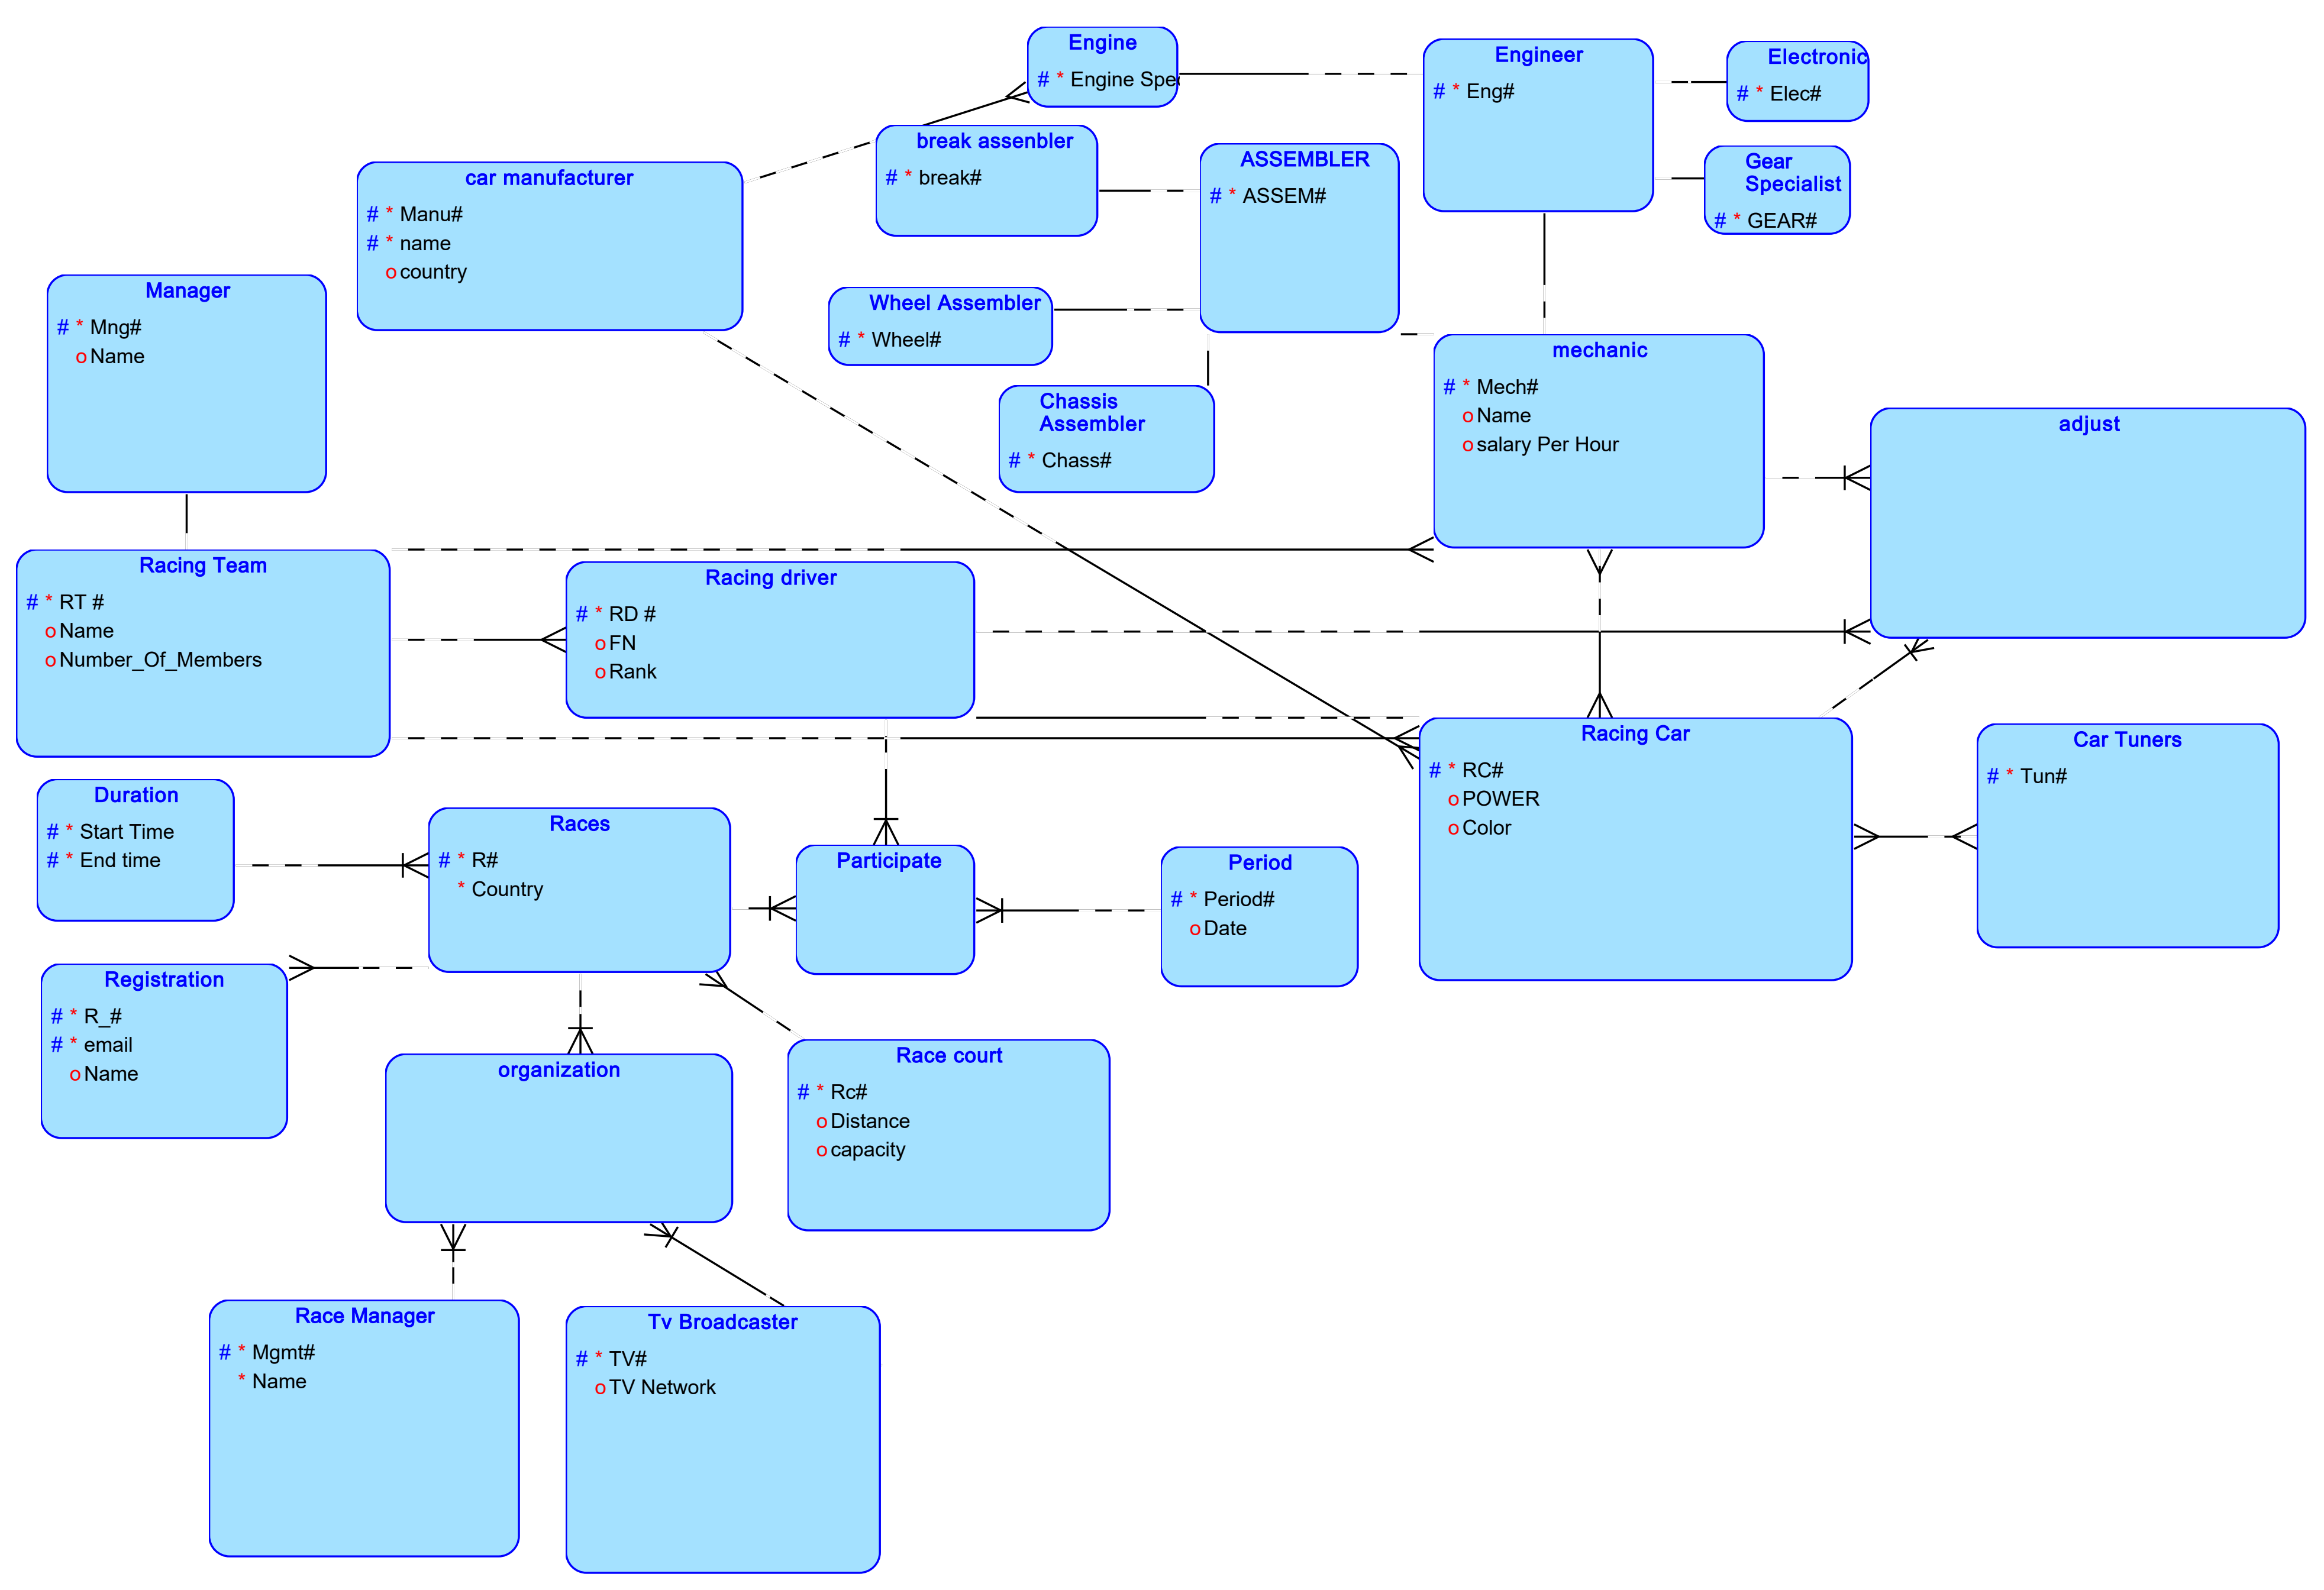 Engine
# * Engine Spe
Engineer
# * Eng#
Electronic
# * Elec#
break assenbler
# * break#
ASSEMBLER
# * ASSEM#
Gear
Specialist
# * GEAR#
car manufacturer
# * Manu#
# * name
o country
Manager
# * Mng#
o Name
Wheel Assembler
# * Wheel#
Chassis
Assembler
# * Chass#
mechanic
# * Mech#
o Name
o salary Per Hour
adjust
Racing Team
# * RT #
o Name
o Number_Of_Members
Racing driver
# * RD #
o FN
o Rank
Racing Car
# * RC#
o POWER
o Color
Car Tuners
# * Tun#
Duration
# * Start Time
# * End time
Races
# * R#
* Country
Participate
Period
# * Period#
o Date
Registration
# * R_#
# * email
o Name
organization
Race court
# * Rc#
o Distance
o capacity
Race Manager
# * Mgmt#
* Name
Tv Broadcaster
# * TV#
o TV Network